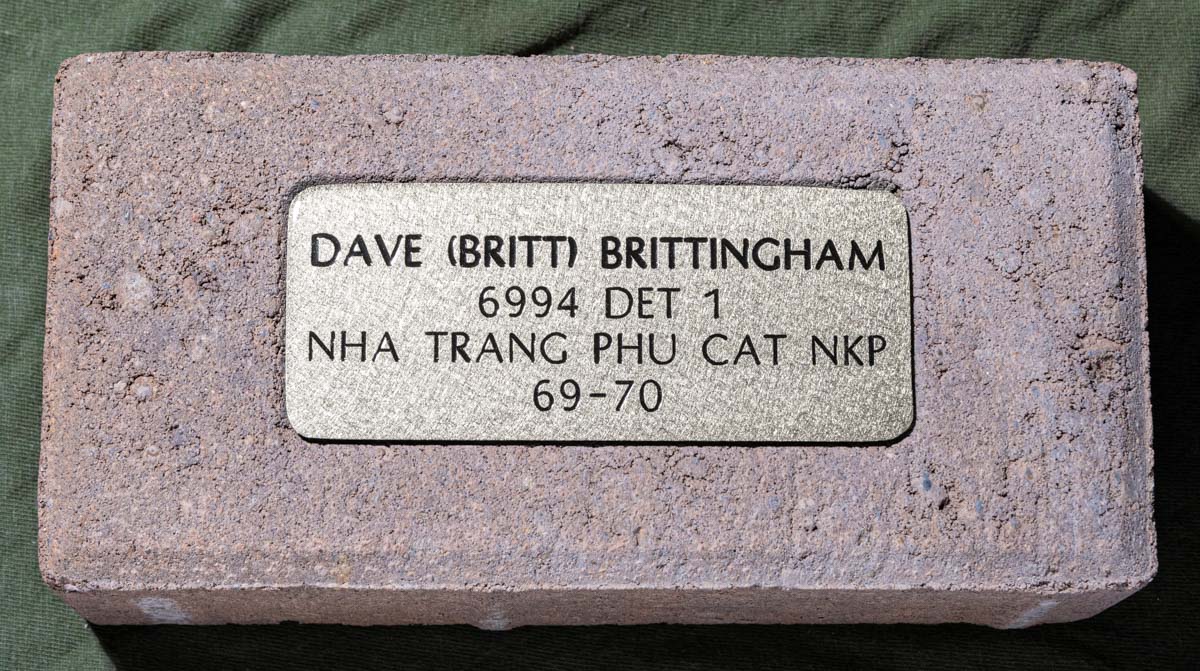 DAVE (BRITT) BRITTINGHAM
6994 DET 1
NHA TRANG PHU CAT NKP
69-70